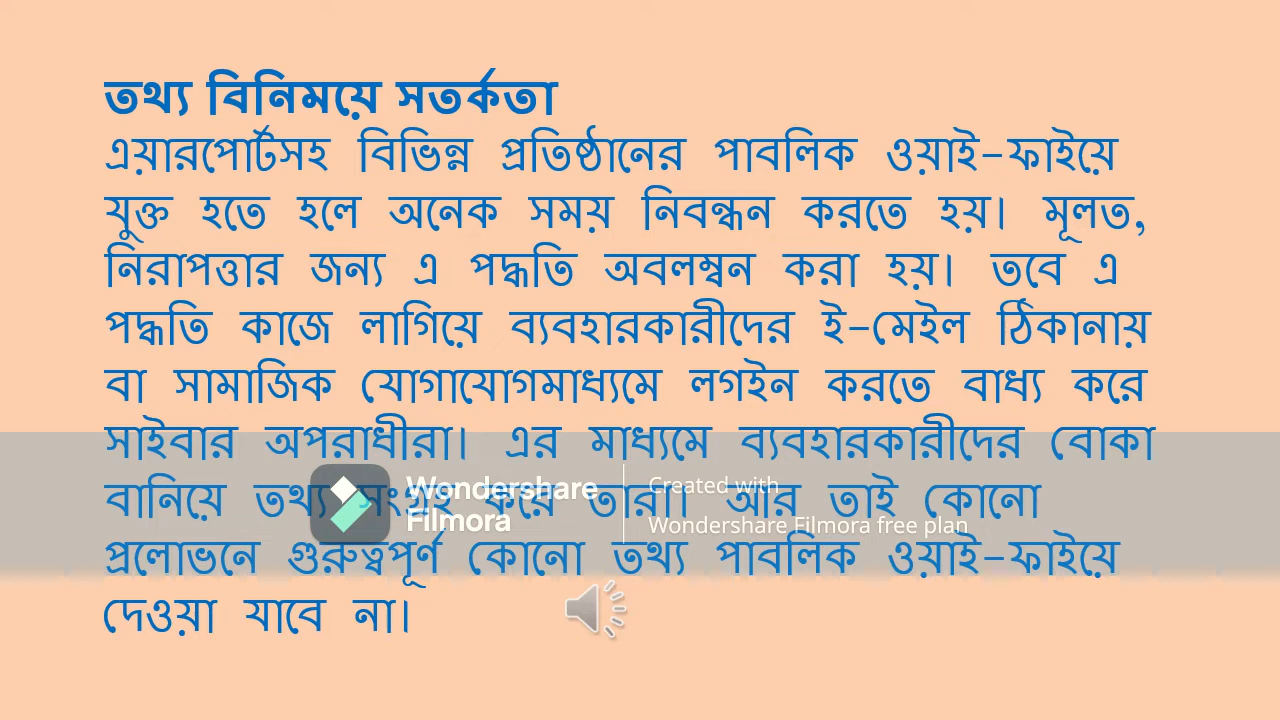 তথ্য বিনিময়ে সতর্কতা
এয়ারপোর্টসহ বিভিন্ন প্রতিষ্ঠানের পাবলিক ওয়াই-ফাইয়ে
যুক্ত হতে হলে অনেক সময় নিবন্ধন করতে হয়। মূলত,
নিরাপত্তার জন্য এ পদ্ধতি অবলম্বন করা হয়। তবে এ
পদ্ধতি কাজে লাগিয়ে ব্যবহারকারীদের ই-মেইল ঠিকানায়
বা সামাজিক যোগাযোগমাধ্যমে লগইন করতে বাধ্য করে
সাইবার অপরাধীরা। এর মাধ্যমে ব্যবহারকারীদের বোকা
বানিয়ে তথ্য সংগ্রহ করে তারা। আর তাই কোনো
প্রলোভনে গুরুত্বপূর্ণ কোনো তথ্য পাবলিক ওয়াই-ফাইয়ে
দেওয়া যাবে না।
Wondershare
Filmora
Created with
Wondershare Filmora free plan